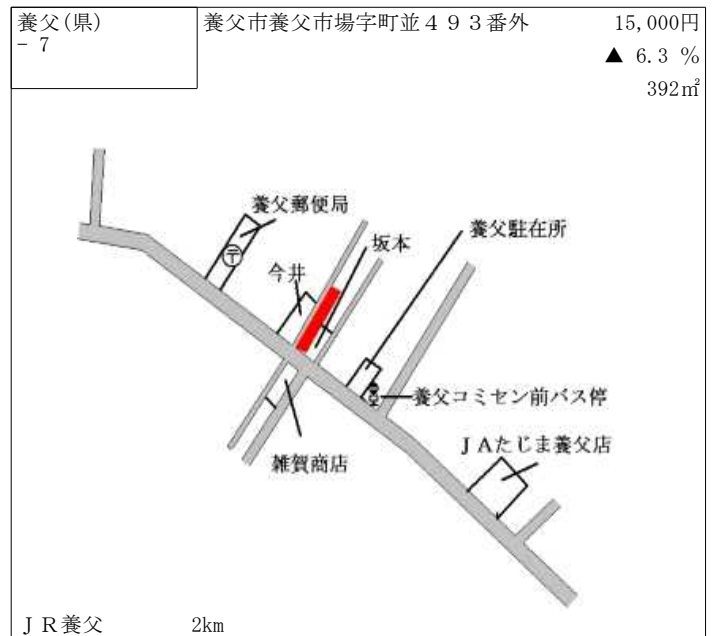 養父(県)
- 7
養父市養父市場字町並４９３番外
15,000円
▲ 6.3 %
392㎡
養父郵便局
〒
坂本
養父駐在所
今井
養父コミセン前バス停
ＪＡたじま養父店
雑賀商店
ＪＲ養父 2km